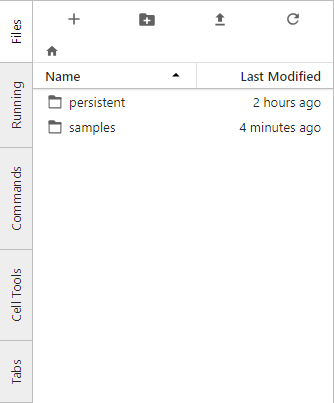 Files
Running
Commands
Cell Tools
Tabs
Name Last Modified
persistent 2 hours ago
samples 4 minutes ago